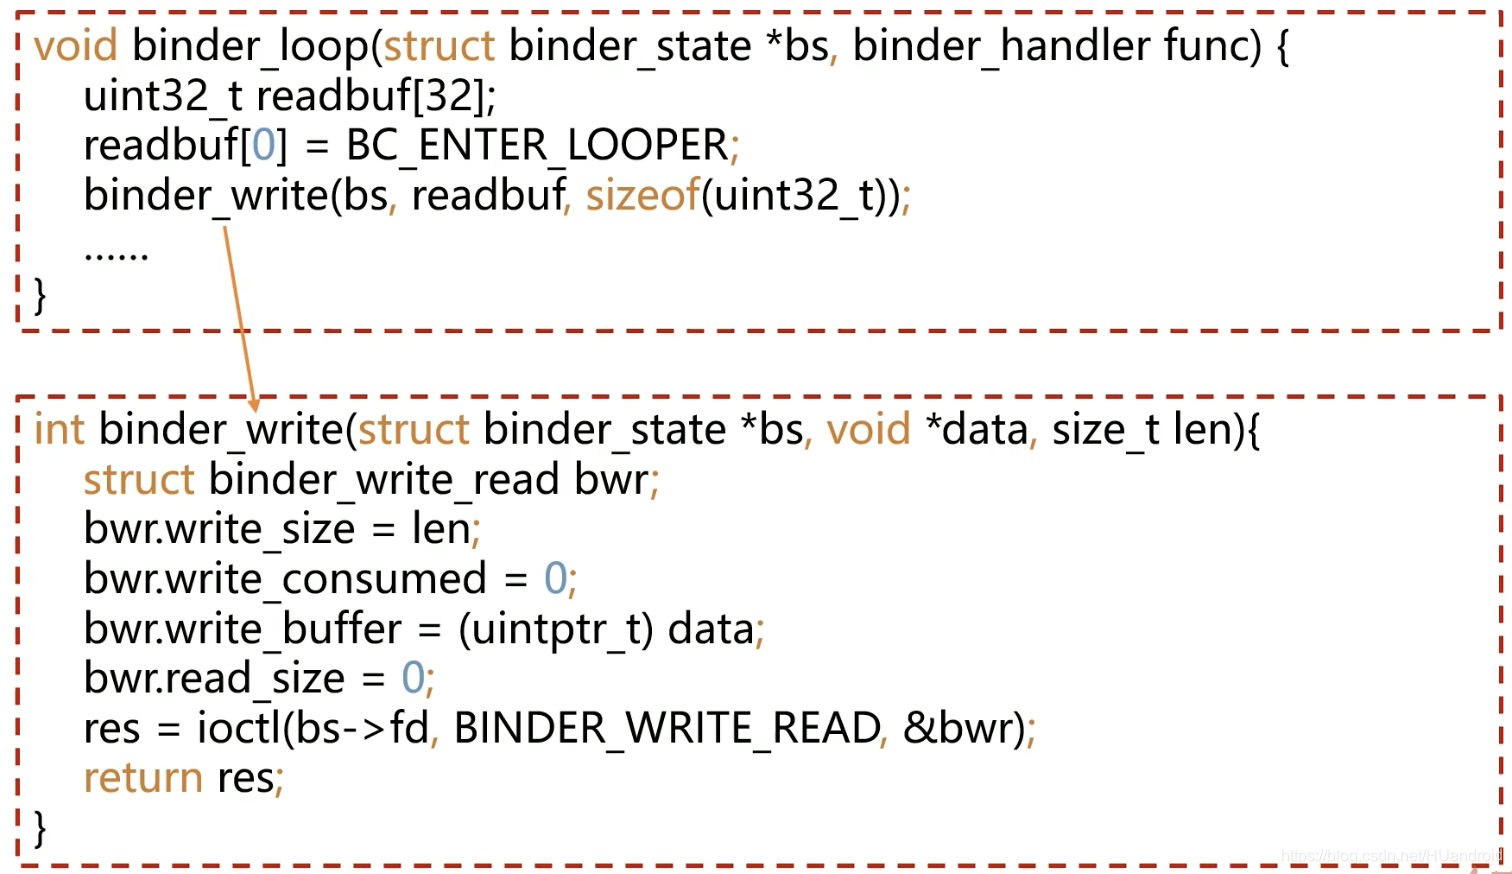 void binder_loop(struct binder_state *bs, binder_handler func) {
uint32_t readbuf[32];
readbuf[0] = BC_ENTER_LOOPER;
binder_write(bs, readbuf, sizeof(uint32_t));
......
}
int binder_write(struct binder_state *bs, void *data, size_t len){
struct binder_write_read bwr;
bwr.write_size = len;
bwr.write_consumed = 0;
bwr.write_buffer = (uintptr_t) data;
bwr.read_size = 0;
res = ioctl(bs->fd, BINDER_WRITE_READ, &bwr);
return res;
}
https://blog.csdn.net/HUandroid